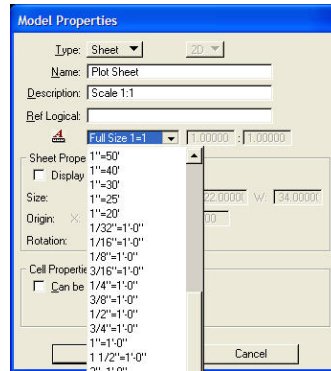 Model Properties
Type: Sheet 2D
Name: Plot Sheet
Description: Scale 1:1
Ref Logical:
Full Size 1=1 1.00000 : 1.00000
Sheet Prope
Display
Size: 22.00000 W: 34.00000
Origin: X: 00
Rotation:
Cell Propertie
Can be
1"=50'
1"=40'
1"=30'
1"=25'
1"=20'
1/32"=1'-0"
1/16"=1'-0"
1/8"=1'-0"
3/16"=1'-0"
1/4"=1'-0"
3/8"=1'-0"
1/2"=1'-0"
3/4"=1'-0"
1"=1'-0"
1 1/2"=1'-0"
Cancel